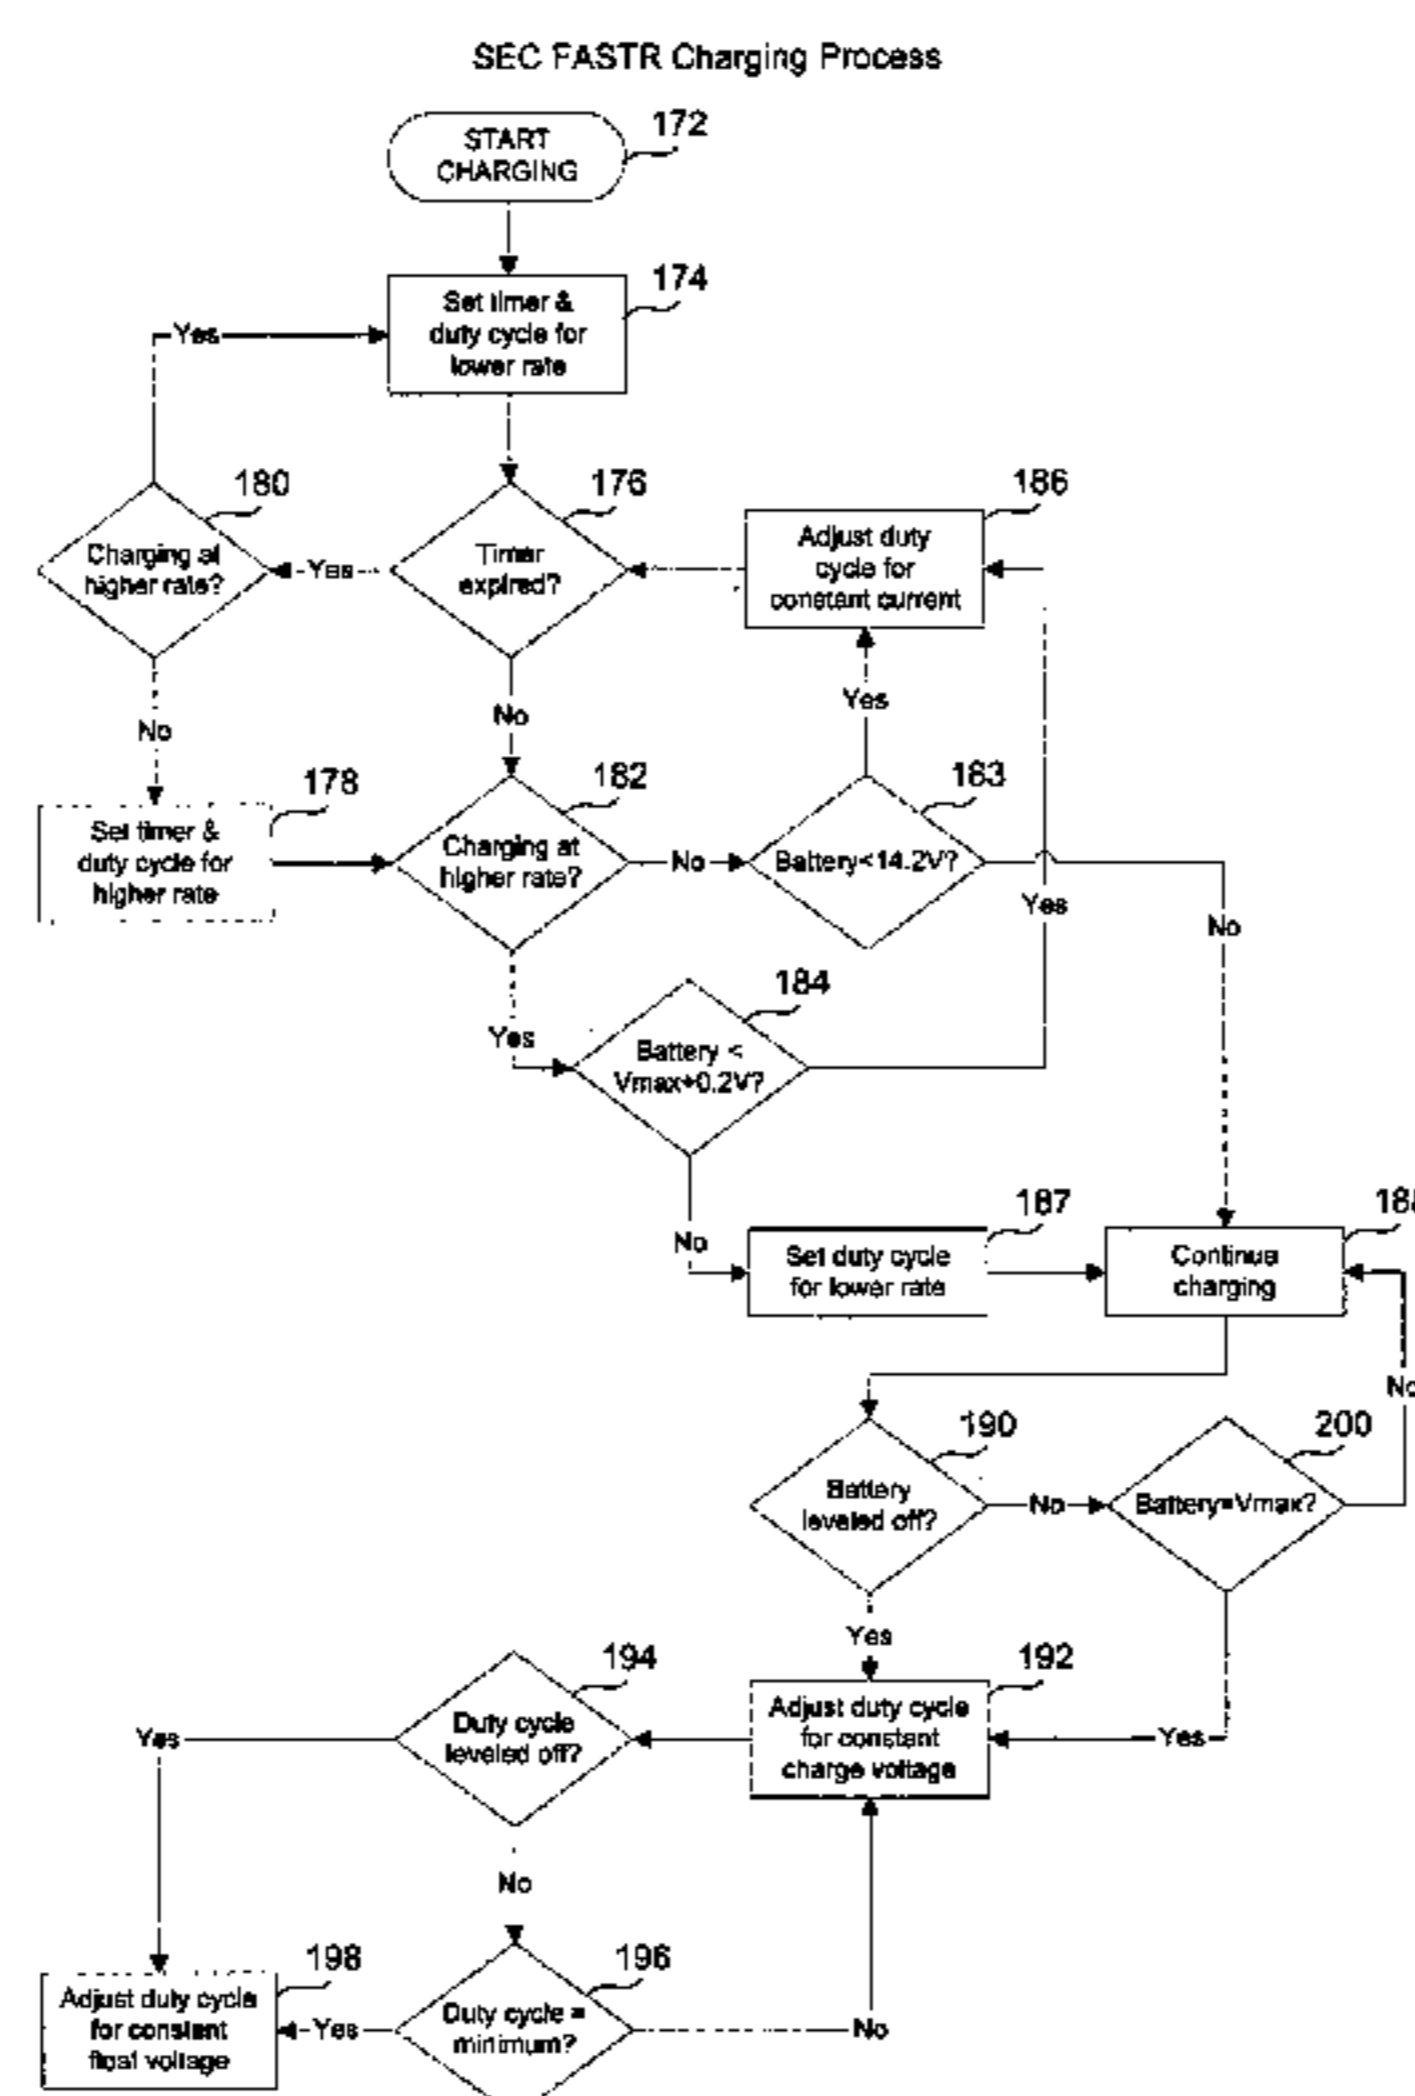 SEC FASTR Charging Process
START
CHARGING
172
Set timer &
duty cycle for
lower rate
174
Yes
Charging at
higher rate?
180
Yes
Timer
expired?
176
Adjust duty
cycle for
constant current
186
No
No
Yes
Set timer &
duty cycle for
higher rate
178
Charging at
higher rate?
182
No
Battery<14.2V?
183
Yes
No
Yes
Battery <
Vmax+0.2V?
184
No
Set duty cycle
for lower rate
187
Continue
charging
No
Battery
leveled off?
190
No
Battery=Vmax?
200
Yes
Yes
Duty cycle
leveled off?
194
Yes
Adjust duty cycle
for constant
charge voltage
192
No
Adjust duty cycle
for constant
float voltage
198
Yes
Duty cycle =
minimum?
196
No